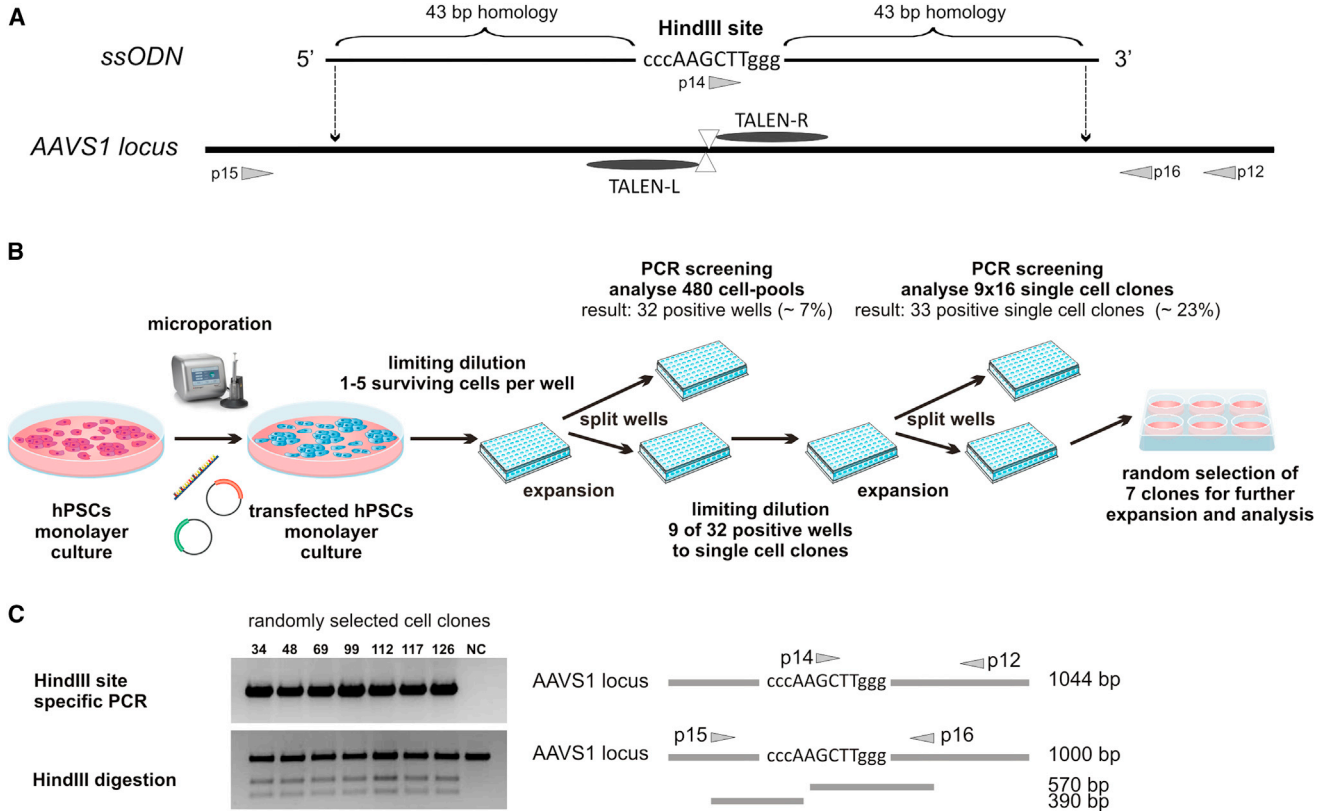 A
43 bp homology
HindIII site
43 bp homology
ssODN
5’
cccAAGCTTggg
3’
p14
TALEN-R
AAVS1 locus
p15
TALEN-L
p16
p12
B
PCR screening
analyse 480 cell-pools
result: 32 positive wells (~ 7%)
PCR screening
analyse 9x16 single cell clones
result: 33 positive single cell clones (~ 23%)
microporation
limiting dilution
1-5 surviving cells per well
split wells
split wells
expansion
expansion
hPSCs
monolayer
culture
transfected hPSCs
monolayer
culture
limiting dilution
9 of 32 positive wells
to single cell clones
random selection of
7 clones for further
expansion and analysis
C
randomly selected cell clones
34 48 69 99 112 117 126 NC
HindIII site
specific PCR
p14
p12
AAVS1 locus
cccAAGCTTggg
1044 bp
HindIII digestion
p15
p16
AAVS1 locus
cccAAGCTTggg
1000 bp
570 bp
390 bp